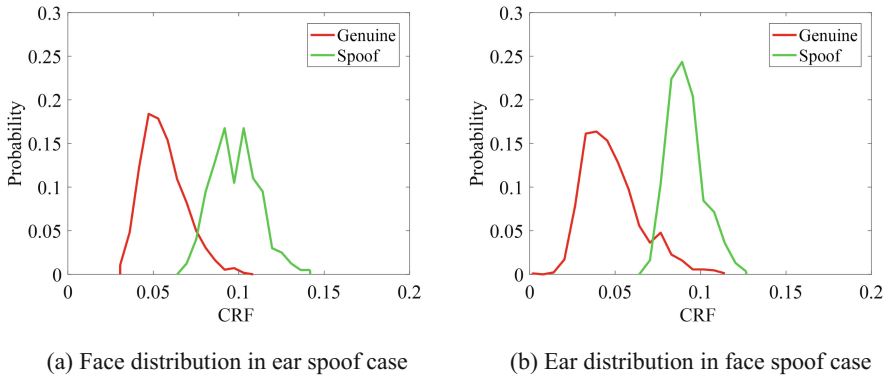 0.3
0.25
0.2
0.15
0.1
0.05
0
Probability
Genuine
Spoof
0 0.05 0.1 0.15 0.2
CRF
(a) Face distribution in ear spoof case
0.3
0.25
0.2
0.15
0.1
0.05
0
Probability
Genuine
Spoof
0 0.05 0.1 0.15 0.2
CRF
(b) Ear distribution in face spoof case